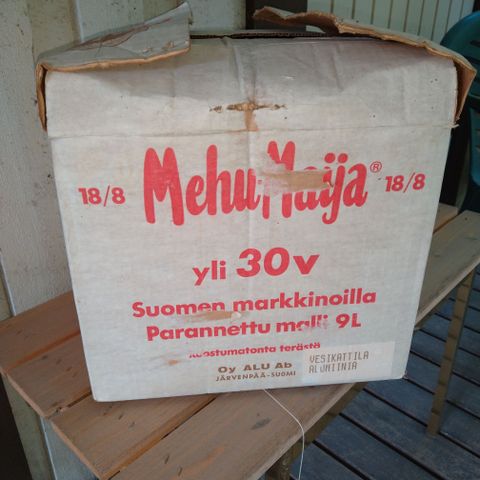 18/8 Mehu-Maija® 18/8
yli 30v
Suomen markkinoilla
Parannettu malli 9L
Ruostumatonta terästä
Oy ALU Ab
JÄRVENPÄÄ-SUOMI
VESIKATTILA
ALUMIINIA